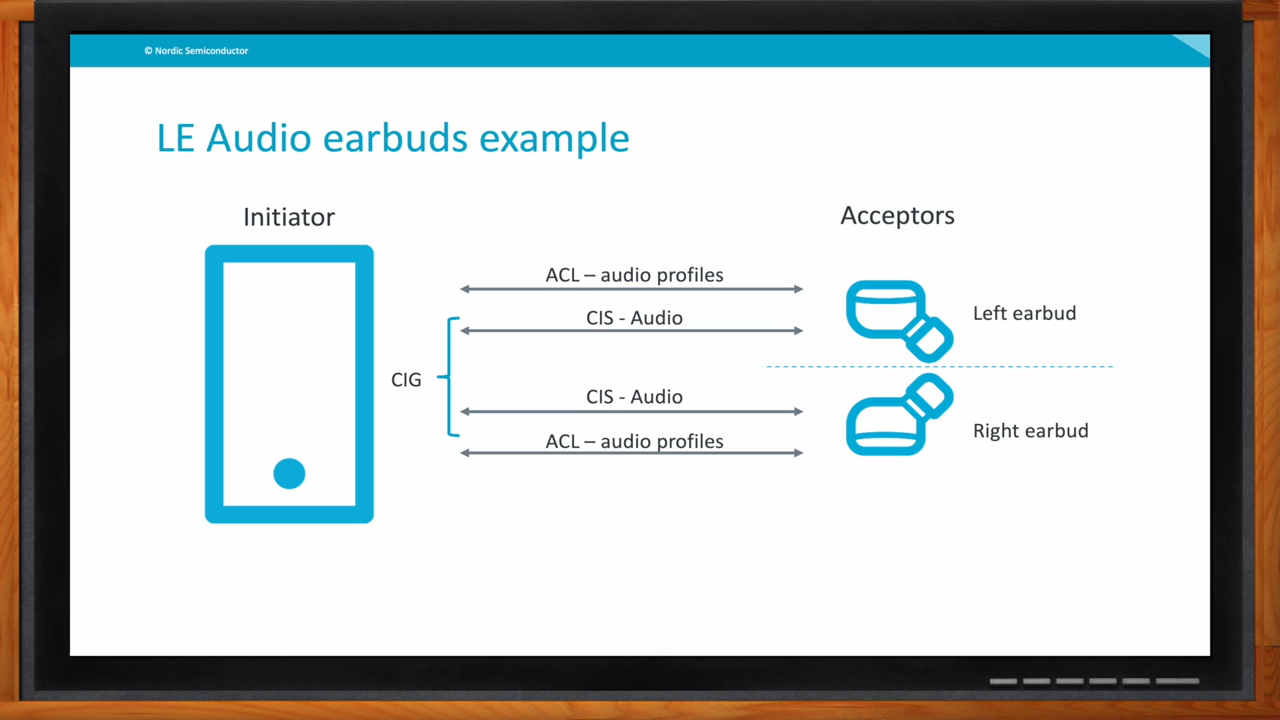 © Nordic Semiconductor
LE Audio earbuds example
Initiator
Acceptors
ACL – audio profiles
CIS - Audio
Left earbud
CIG
CIS - Audio
Right earbud
ACL – audio profiles